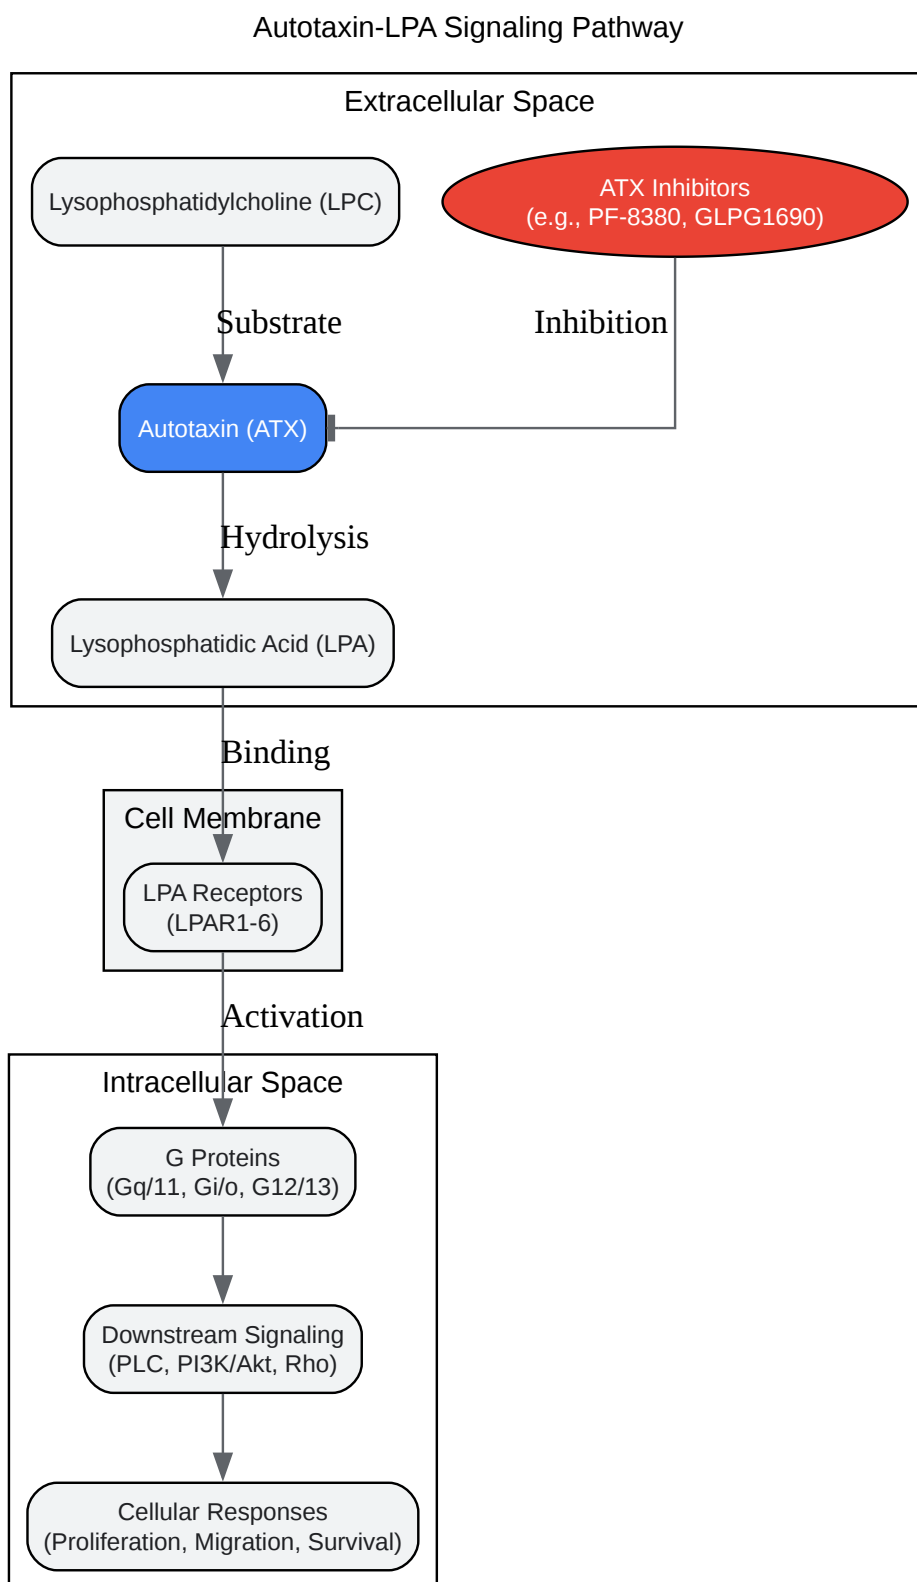 Autotaxin-LPA Signaling Pathway
Extracellular Space
Lysophosphatidylcholine (LPC)
ATX Inhibitors
(e.g., PF-8380, GLPG1690)
Substrate
Inhibition
Autotaxin (ATX)
Hydrolysis
Lysophosphatidic Acid (LPA)
Binding
Cell Membrane
LPA Receptors
(LPAR1-6)
Activation
Intracellular Space
G Proteins
(Gq/11, Gi/o, G12/13)
Downstream Signaling
(PLC, PI3K/Akt, Rho)
Cellular Responses
(Proliferation, Migration, Survival)